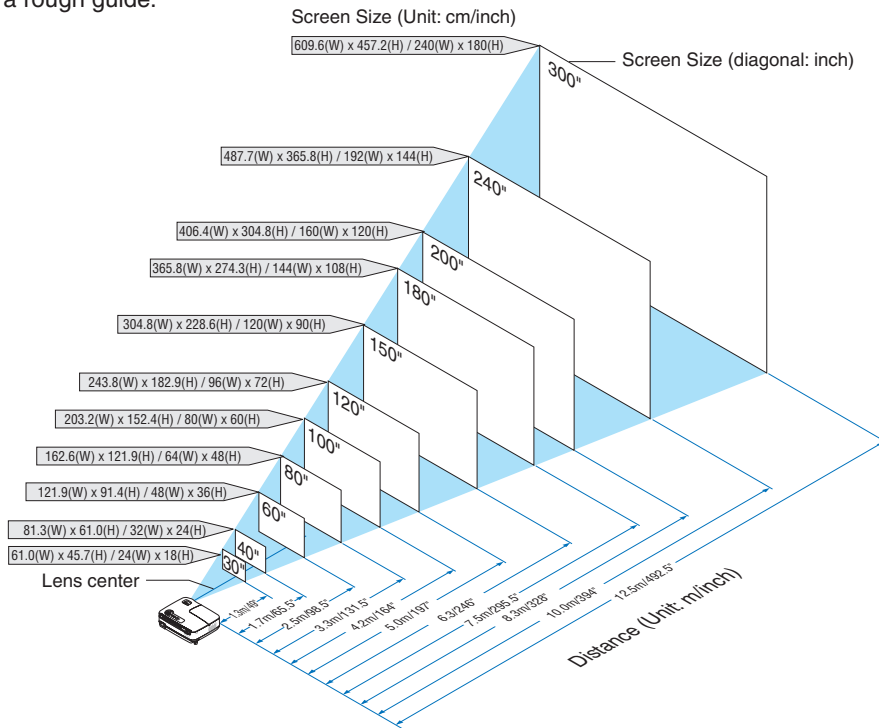 a rough guide.
Screen Size (Unit: cm/inch)
609.6(W) x 457.2(H) / 240(W) x 180(H)
Screen Size (diagonal: inch)
300"
487.7(W) x 365.8(H) / 192(W) x 144(H)
240"
406.4(W) x 304.8(H) / 160(W) x 120(H)
200"
365.8(W) x 274.3(H) / 144(W) x 108(H)
180"
304.8(W) x 228.6(H) / 120(W) x 90(H)
150"
243.8(W) x 182.9(H) / 96(W) x 72(H)
120"
203.2(W) x 152.4(H) / 80(W) x 60(H)
100"
162.6(W) x 121.9(H) / 64(W) x 48(H)
80"
121.9(W) x 91.4(H) / 48(W) x 36(H)
60"
81.3(W) x 61.0(H) / 32(W) x 24(H)
40"
61.0(W) x 45.7(H) / 24(W) x 18(H)
30"
Lens center
1.7m/65.5"
2.5m/98.5"
3.3m/131.5"
4.2m/164"
5.0m/197"
6.3/246"
7.5m/295.5"
8.3m/328"
10.0m/394"
12.5m/492.5"
Distance (Unit: m/inch)